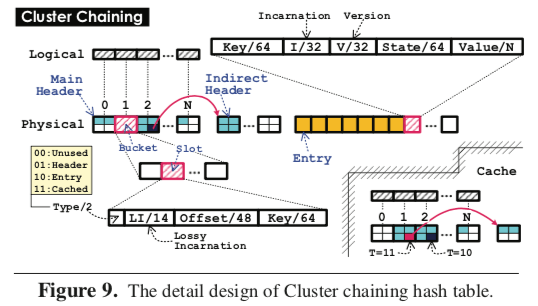 Cluster Chaining
Incarnation Version
Key/64 I/32 V/32 State/64 Value/N
Logical
Main Header
Indirect Header
0 1 2 N
Physical
Bucket
Slot
Entry
00:Unused
01:Header
10:Entry
11:Cached
Type/2
LI/14 Offset/48 Key/64
Lossy Incarnation
Cache
0 1 2 N
T=11 T=10
Figure 9. The detail design of Cluster chaining hash table.